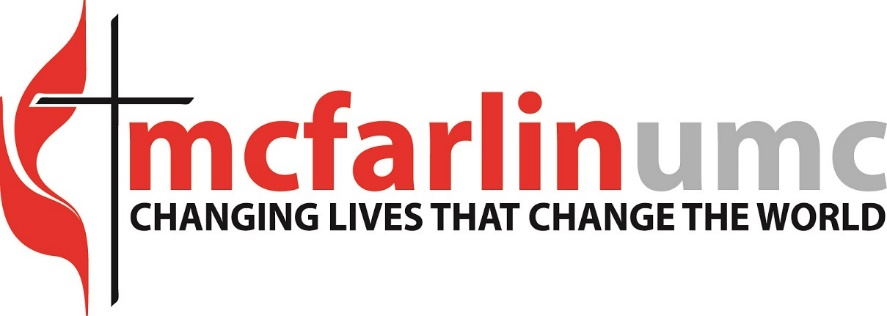 mcfarlinumc
CHANGING LIVES THAT CHANGE THE WORLD